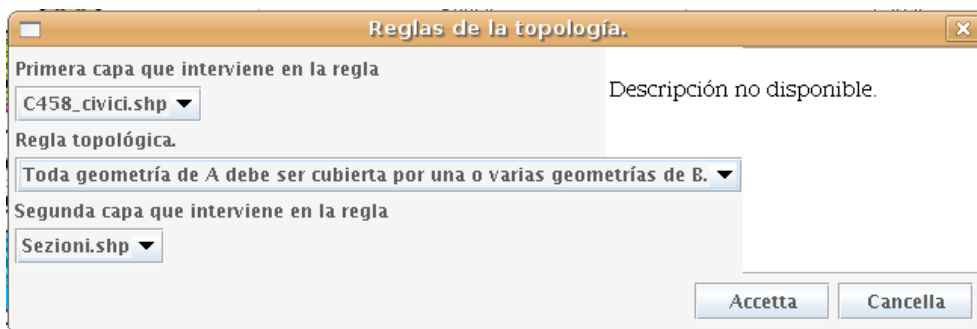 Reglas de la topología.
Primera capa que interviene en la regla
C458_civici.shp
Descripción no disponible.
Regla topológica.
Toda geometría de A debe ser cubierta por una o varias geometrías de B.
Segunda capa que interviene en la regla
Sezioni.shp
Accetta
Cancella